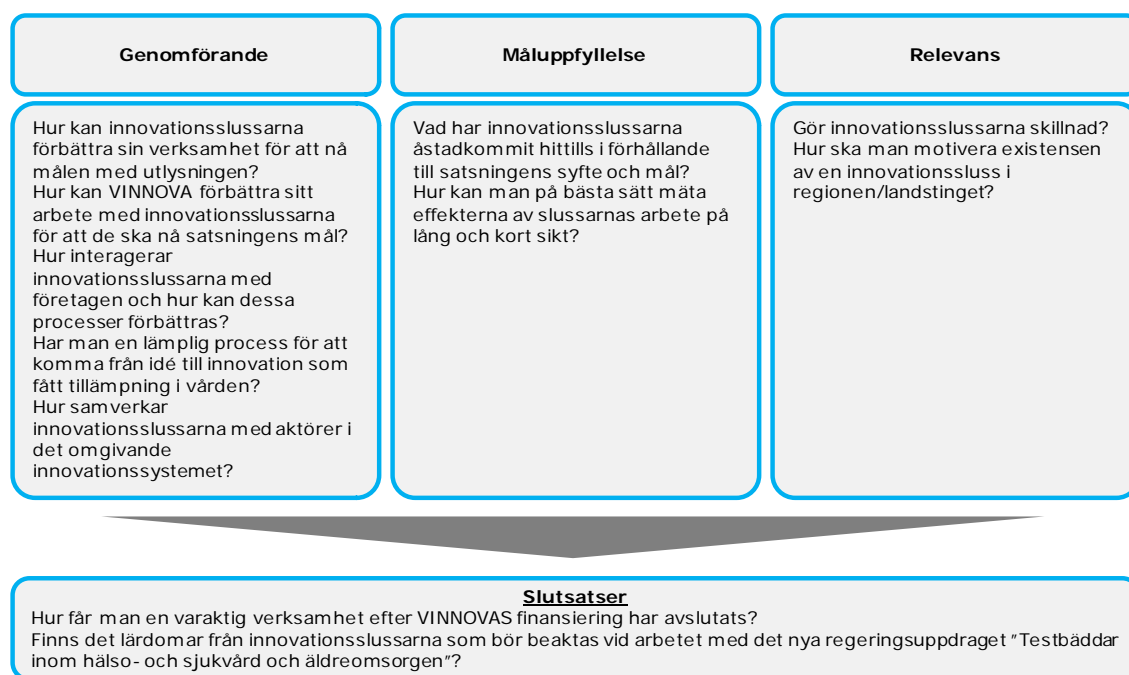 Genomförande
Måluppfyllelse
Relevans
Hur kan innovationsslussarna
förbättra sin verksamhet för att nå
målen med utlysningen?
Hur kan VINNOVA förbättra sitt
arbete med innovationsslussarna
för att de ska nå satsningens mål?
Hur interagerar
innovationsslussarna med
företagen och hur kan dessa
processer förbättras?
Har man en lämplig process för att
komma från idé till innovation som
fått tillämpning i vården?
Hur samverkar
innovationsslussarna med aktörer i
det omgivande
innovationssystemet?
Vad har innovationsslussarna
åstadkommit hittills i förhållande
till satsningens syfte och mål?
Hur kan man på bästa sätt mäta
effekterna av slussarnas arbete på
lång och kort sikt?
Gör innovationsslussarna skillnad?
Hur ska man motivera existensen
av en innovationssluss i
regionen/landstinget?
Slutsatser
Hur får man en varaktig verksamhet efter VINNOVAS finansiering har avslutats?
Finns det lärdomar från innovationsslussarna som bör beaktas vid arbetet med det nya regeringsuppdraget "Testbäddar
inom hälso- och sjukvård och äldreomsorgen"?